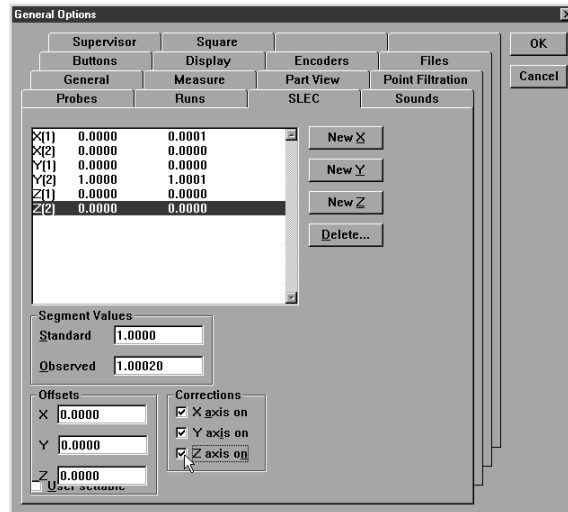 General Options
Supervisor Square
OK
Buttons Display Encoders Files
General Measure Part View Point Filtration
Cancel
Probes Runs SLEC Sounds
X(1) 0.0000 0.0001
X(2) 0.0000 0.0000
Y(1) 0.0000 0.0000
Y(2) 1.0000 1.0001
Z(1) 0.0000 0.0000
Z(2) 0.0000 0.0000
New X
New Y
New Z
Delete...
Segment Values
Standard 1.0000
Observed 1.00020
Offsets
X 0.0000
Y 0.0000
Z 0.0000
User settable
Corrections
X axis on
Y axis on
Z axis on